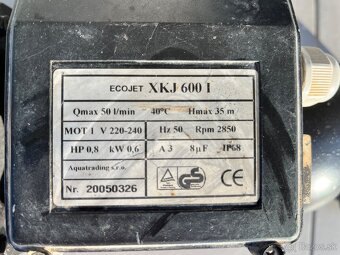 ECOJET XKJ 600 I
Qmax 50 l/min 40°C Hmax 35 m
MOT 1 V 220-240 Hz 50 Rpm 2850
HP 0,8 kW 0,6 A 3 8µF IP68
Aquatrading s.r.o.
Nr. 20050326